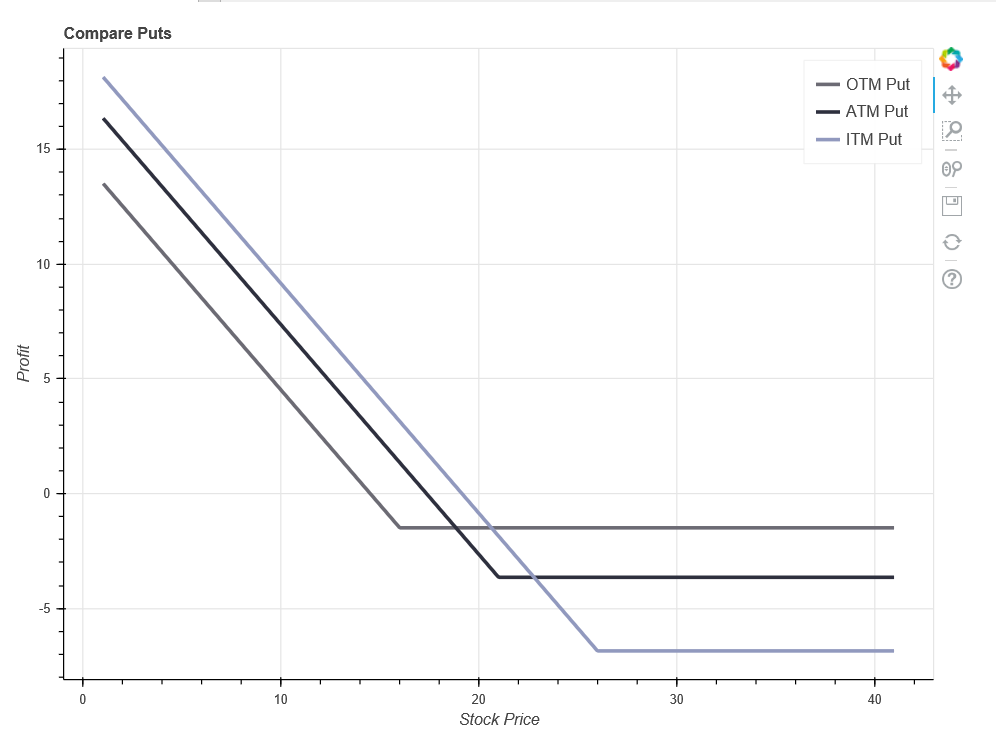 Compare Puts
OTM Put
ATM Put
ITM Put
15
10
5
0
-5
Profit
0 10 20 30 40
Stock Price